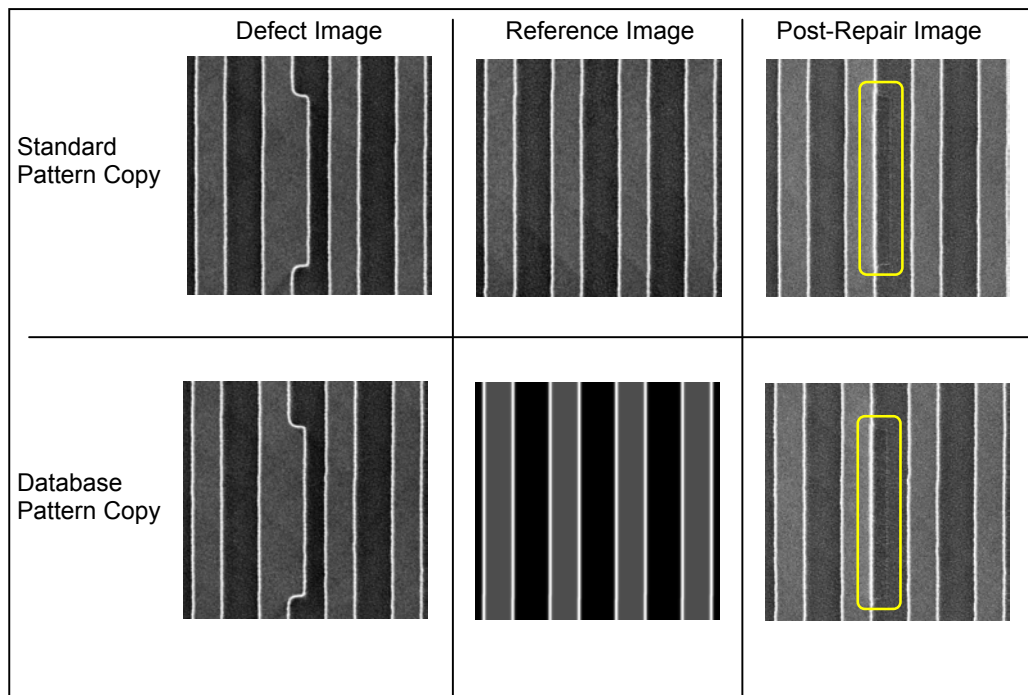 Defect Image
Reference Image
Post-Repair Image
Standard
Pattern Copy
Database
Pattern Copy